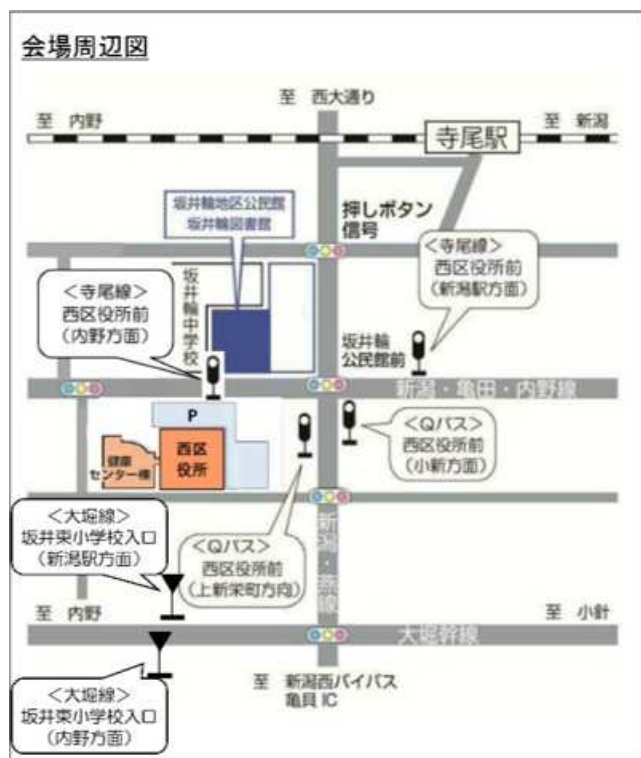 会場周辺図
至 西大通り
至 内野
寺尾駅
至 新潟
坂井輪地区公民館
坂井輪図書館
押しボタン
信号
<寺尾線>
西区役所前
(新潟駅方面)
<寺尾線>
西区役所前
(内野方面)
坂井輪中学校
坂井輪
公民館前
新潟・亀田・内野線
P
西区
役所
健康
センター棟
<Qバス>
西区役所前
(小新方面)
<大堀線>
坂井東小学校入口
(新潟駅方面)
<Qバス>
西区役所前
(上新栄町方向)
新潟・燕線
至 内野
至 小針
大堀幹線
至 新潟西バイパス
亀貝IC
<大堀線>
坂井東小学校入口
(内野方面)